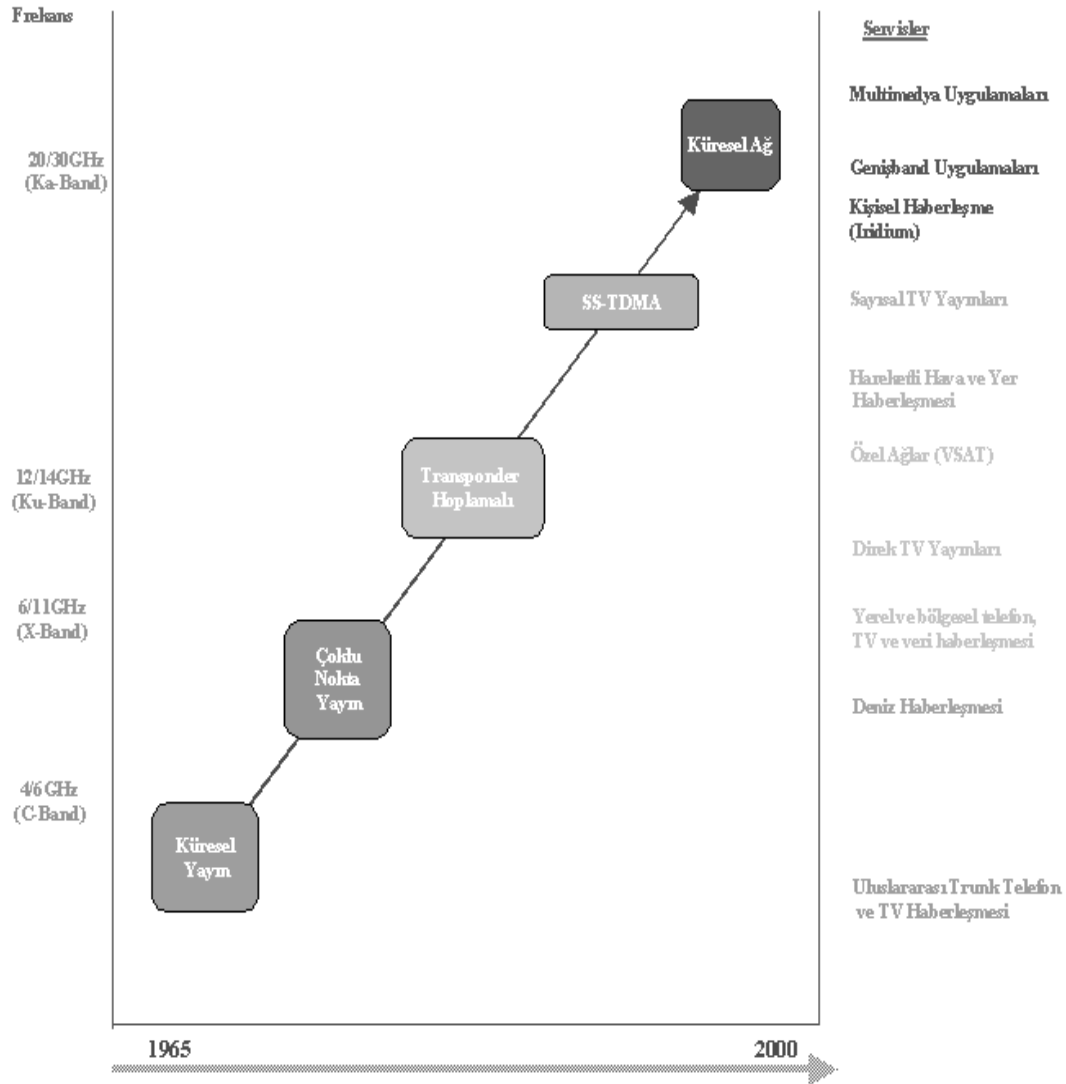 Frekans
20/30GHz
(Ka-Band)
12/14GHz
(Ku-Band)
6/11GHz
(X-Band)
4/6GHz
(C-Band)
Küresel Ağ
SS-TDMA
Transponder
Hoplamalı
Çoklu
Nokta
Yayın
Küresel
Yayın
1965
2000
Servisler
Multimedya Uygulamaları
Genişband Uygulamaları
Kişisel Haberleşme
(Iridium)
Sayısal TV Yayınları
Hareketli Hava ve Yer
Haberleşmesi
Özel Ağlar (VSAT)
Direk TV Yayınları
Yerel ve bölgesel telefon,
TV ve veri haberleşmesi
Deniz Haberleşmesi
Uluslararası Trunk Telefon
ve TV Haberleşmesi